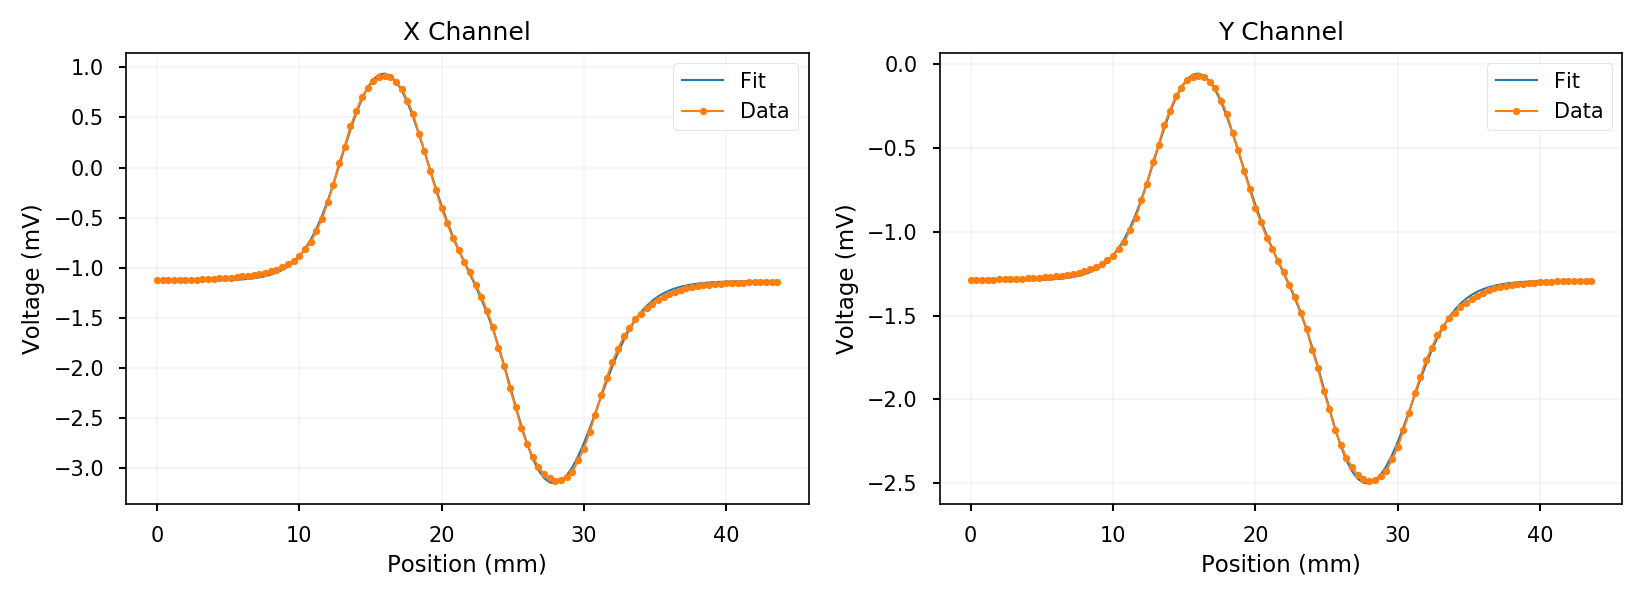 X Channel
Fit
Data
1.0
0.5
0.0
−0.5
−1.0
−1.5
−2.0
−2.5
−3.0
Voltage (mV)
0 10 20 30 40
Position (mm)
Y Channel
Fit
Data
0.0
−0.5
−1.0
−1.5
−2.0
−2.5
Voltage (mV)
0 10 20 30 40
Position (mm)